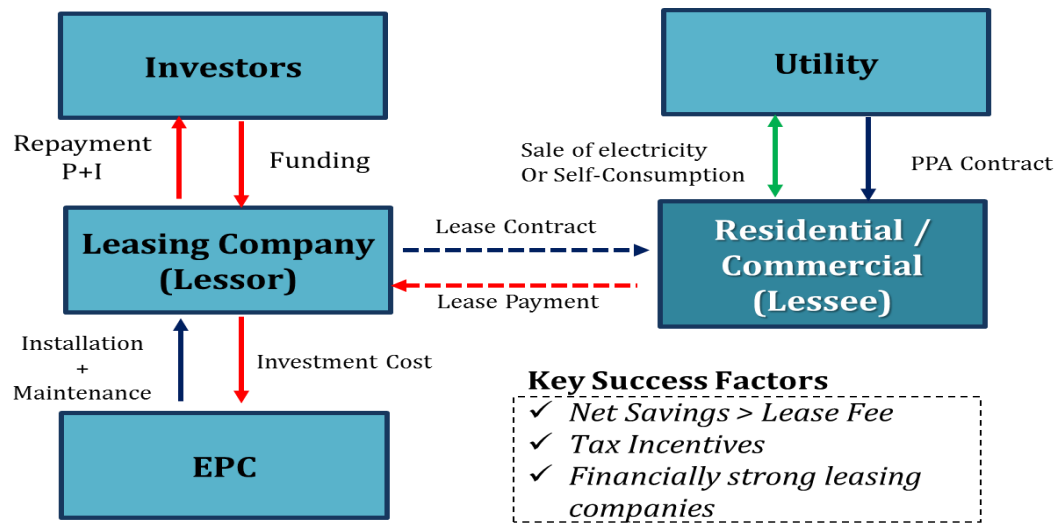 Investors
Utility
Repayment
P+I
Funding
Sale of electricity
Or Self-Consumption
PPA Contract
Leasing Company
(Lessor)
Lease Contract
Lease Payment
Residential /
Commercial
(Lessee)
Installation
+
Maintenance
Investment Cost
EPC
Key Success Factors
✓ Net Savings > Lease Fee
✓ Tax Incentives
✓ Financially strong leasing
companies